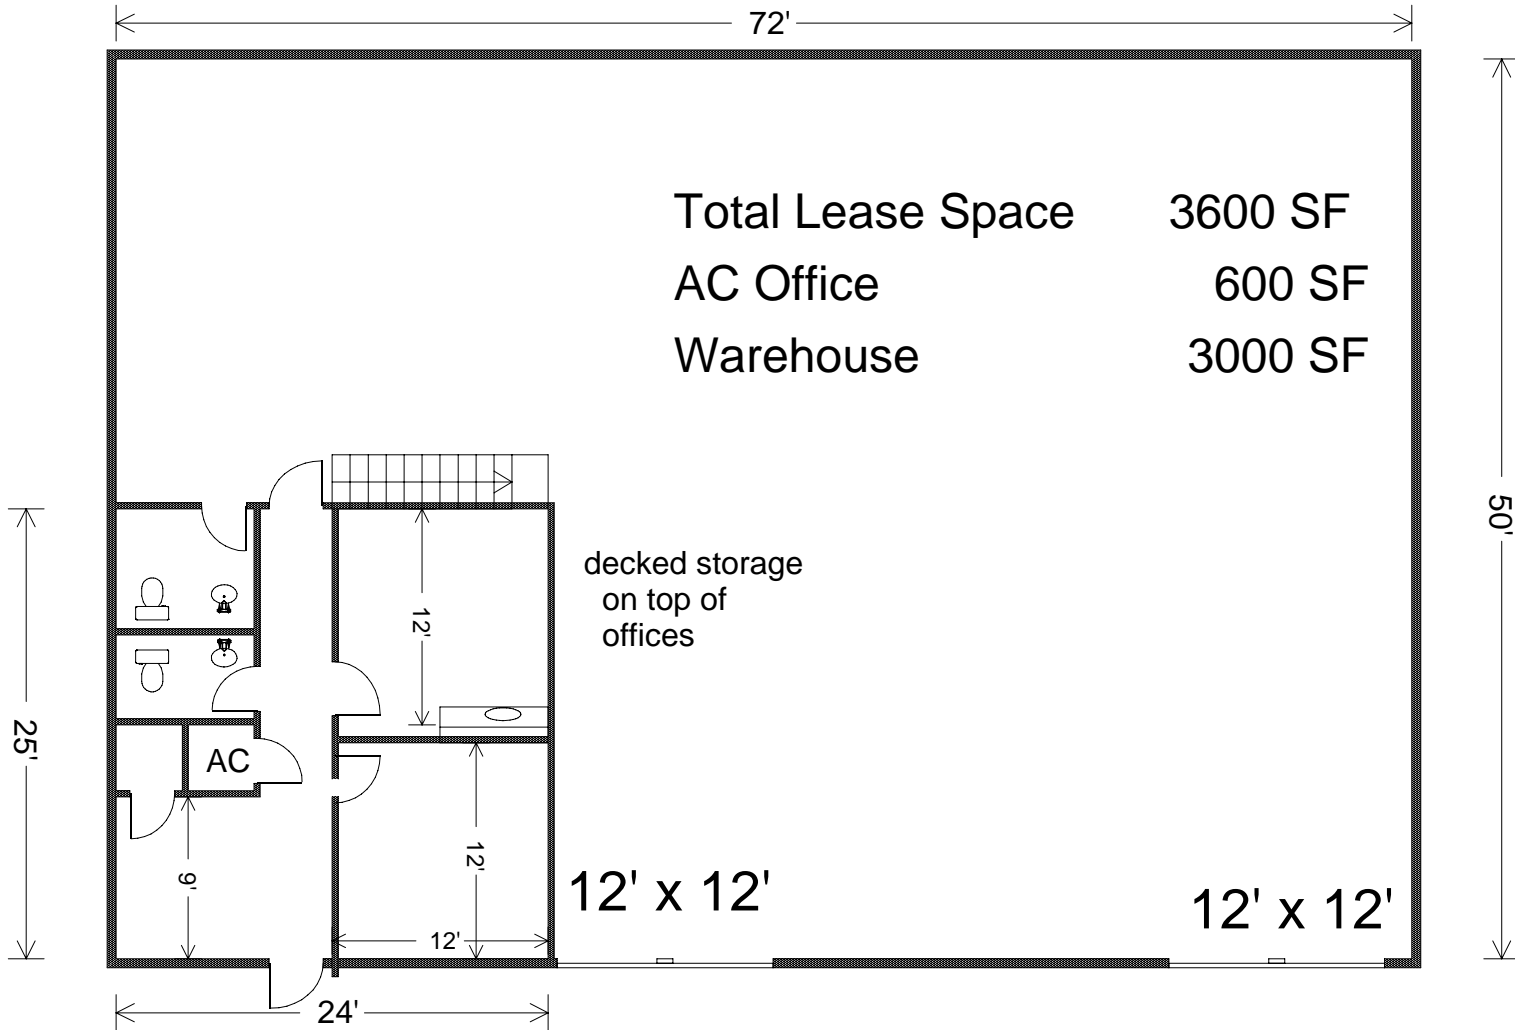 72'
Total Lease Space 3600 SF
AC Office 600 SF
Warehouse 3000 SF
50'
decked storage
on top of
offices
12'
25'
AC
12'
9'
12' x 12'
12' x 12'
12'
24'